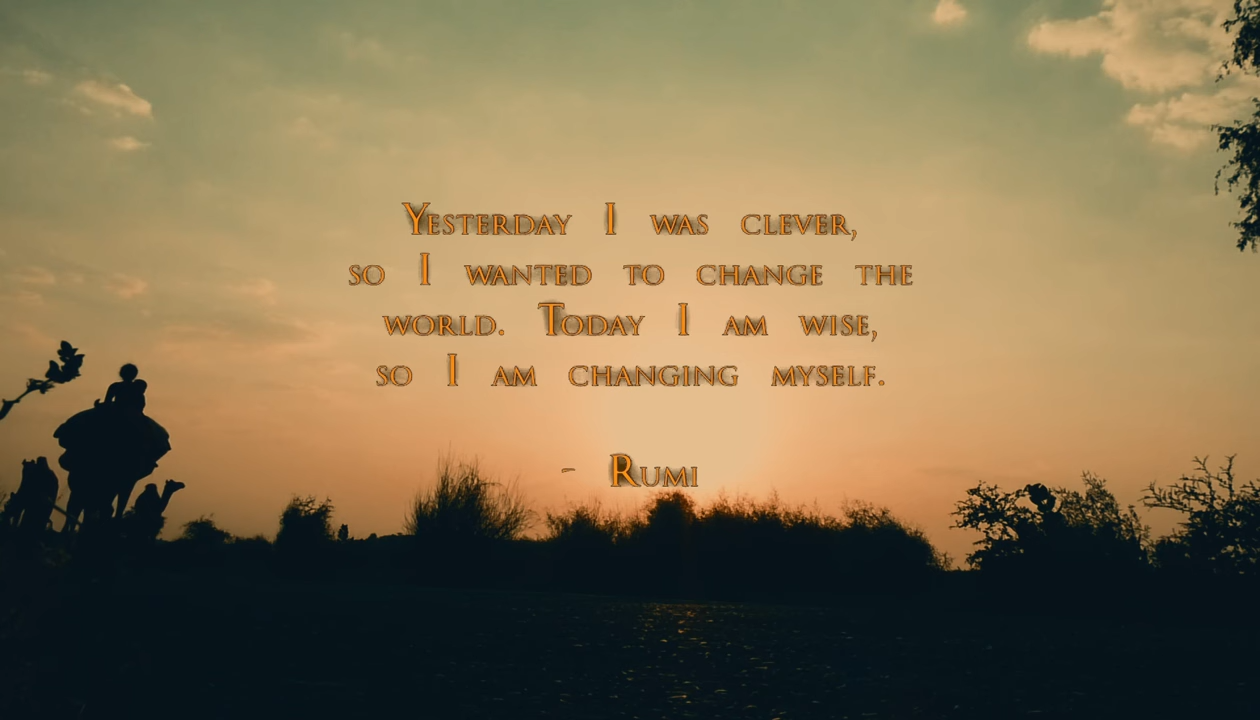 Yesterday I was clever,
so I wanted to change the
world. Today I am wise,
so I am changing myself.
- Rumi